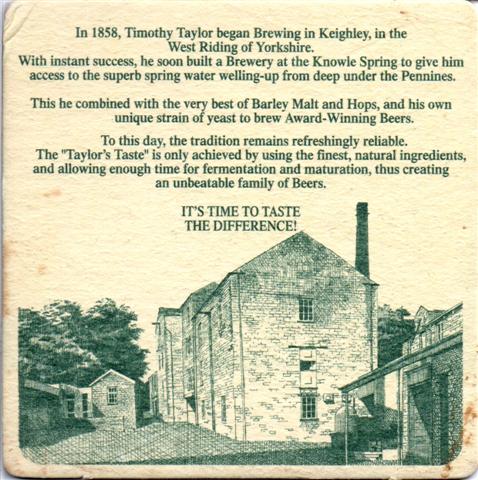 In 1858, Timothy Taylor began Brewing in Keighley, in the
West Riding of Yorkshire.
With instant success, he soon built a Brewery at the Knowle Spring to give him
access to the superb spring water welling-up from deep under the Pennines.
This he combined with the very best of Barley Malt and Hops, and his own
unique strain of yeast to brew Award-Winning Beers.
To this day, the tradition remains refreshingly reliable.
The "Taylor's Taste" is only achieved by using the finest, natural ingredients,
and allowing enough time for fermentation and maturation, thus creating
an unbeatable family of Beers.
IT'S TIME TO TASTE
THE DIFFERENCE!